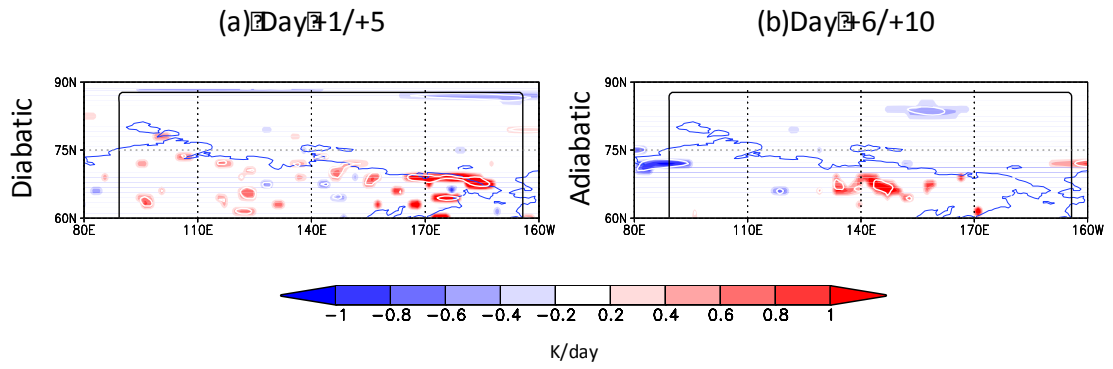 (a) Day +1/+5
(b)Day +6/+10
Diabatic
90N
75N
60N
80E 110E 140E 170E 160W
Adiabatic
90N
75N
60N
80E 110E 140E 170E 160W
−1 −0.8 −0.6 −0.4 −0.2 0.2 0.4 0.6 0.8 1
K/day